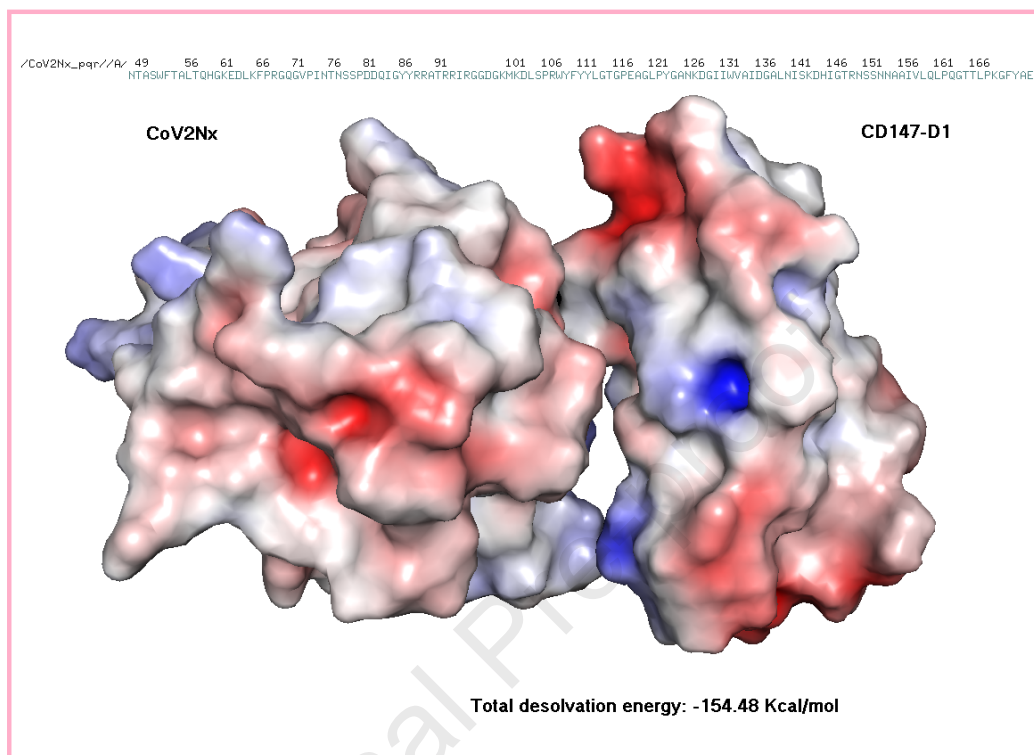 /CoV2Nx_pqr//A/ 49 56 61 66 71 76 81 86 91 101 106 111 116 121 126 131 136 141 146 151 156 161 166
NTASWFTALTQHGKEDLKFPRGQGVPINTNSSPDDQIGYYRRATRRIRGGDGKMKDLSPRWYFYYLGTGPEAGLPYGANKDGIIWVAIDGALNISKDHIGTRNSSNNAAIVLQLPQGTTLPKGFYAE
CoV2Nx CD147-D1
Total desolvation energy: -154.48 Kcal/mol